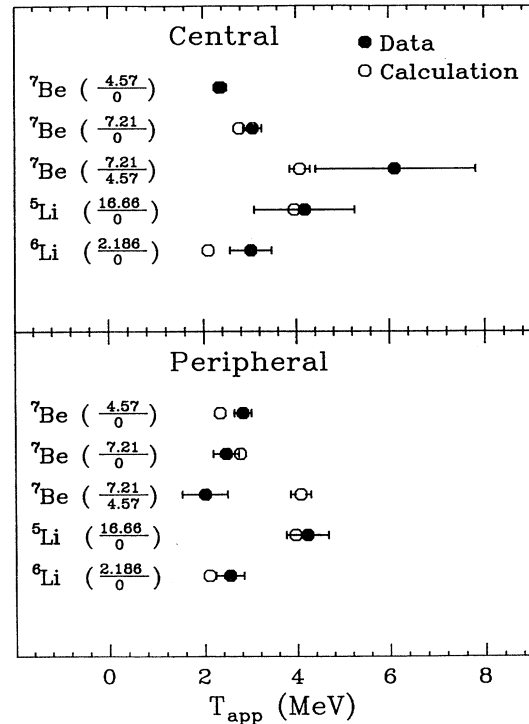 Central
● Data
○ Calculation
⁷Be ( 4.57/0 )
⁷Be ( 7.21/0 )
⁷Be ( 7.21/4.57 )
⁵Li ( 16.66/0 )
⁶Li ( 2.186/0 )
Peripheral
⁷Be ( 4.57/0 )
⁷Be ( 7.21/0 )
⁷Be ( 7.21/4.57 )
⁵Li ( 16.66/0 )
⁶Li ( 2.186/0 )
0 2 4 6 8
T_app (MeV)